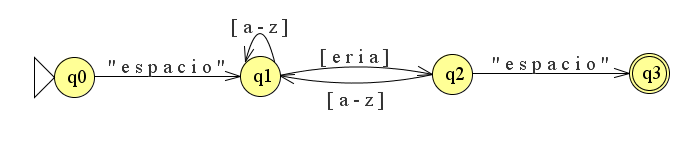 [a-z]
q0 "espacio" q1 [eria] q2 "espacio" q3
[a-z]